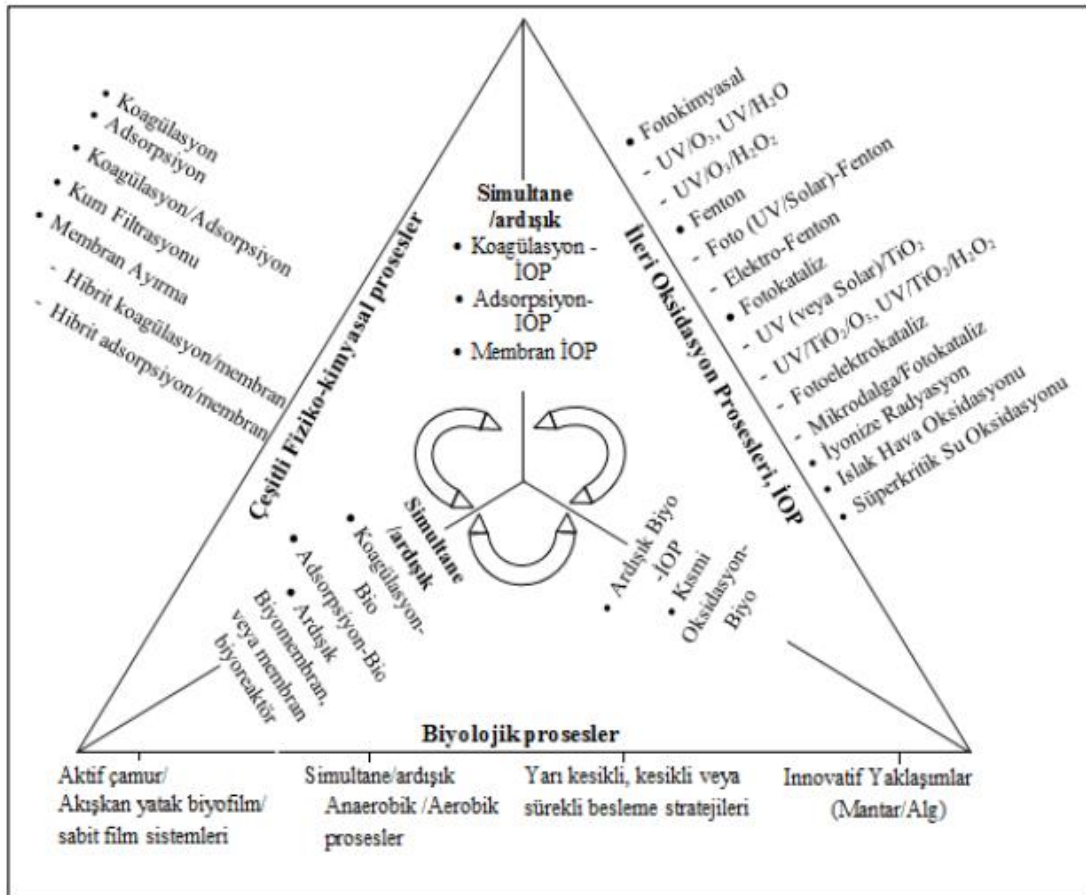 • Koagülasyon
• Adsorpsiyon
• Koagülasyon/Adsorpsiyon
• Kum Filtrasyonu
• Membran Ayırma
- Hibrit koagülasyon/membran
- Hibrit adsorpsiyon/membran
Çeşitli Fiziko-kimyasal prosesler
Simultane
/ardışık
• Koagülasyon -
İOP
• Adsorpsiyon-
İOP
• Membran İOP
İleri Oksidasyon Prosesleri, İOP
• Fotokimyasal
- UV/O₃, UV/H₂O
- UV/O₃/H₂O₂
• Fenton
- Foto (UV/Solar)-Fenton
- Elektro-Fenton
• Fotokataliz
- UV (veya Solar)/TiO₂
- UV/TiO₂/O₃, UV/TiO₂/H₂O₂
- Fotoelektrokataliz
- Mikrodalga/Fotokataliz
• İyonize Radyasyon
• Islak Hava Oksidasyonu
• Süperkritik Su Oksidasyonu
Simultane
/ardışık
• Koagülasyon-
Bio
• Adsorpsiyon-Bio
• Ardışık
Biyomembran,
veya membran
biyoreaktör
• Ardışık Biyo
-İOP
• Kısmi
Oksidasyon-
Biyo
Biyolojik prosesler
Aktif çamur/
Akışkan yatak biyofilm/
sabit film sistemleri
Simultane/ardışık
Anaerobik /Aerobik
prosesler
Yarı kesikli, kesikli veya
sürekli besleme stratejileri
Innovatif Yaklaşımlar
(Mantar/Alg)